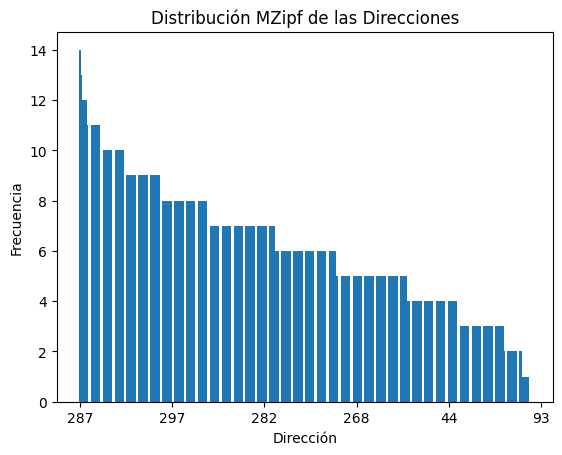 Distribución MZipf de las Direcciones
Frecuencia
14
12
10
8
6
4
2
0
287 297 282 268 44 93
Dirección